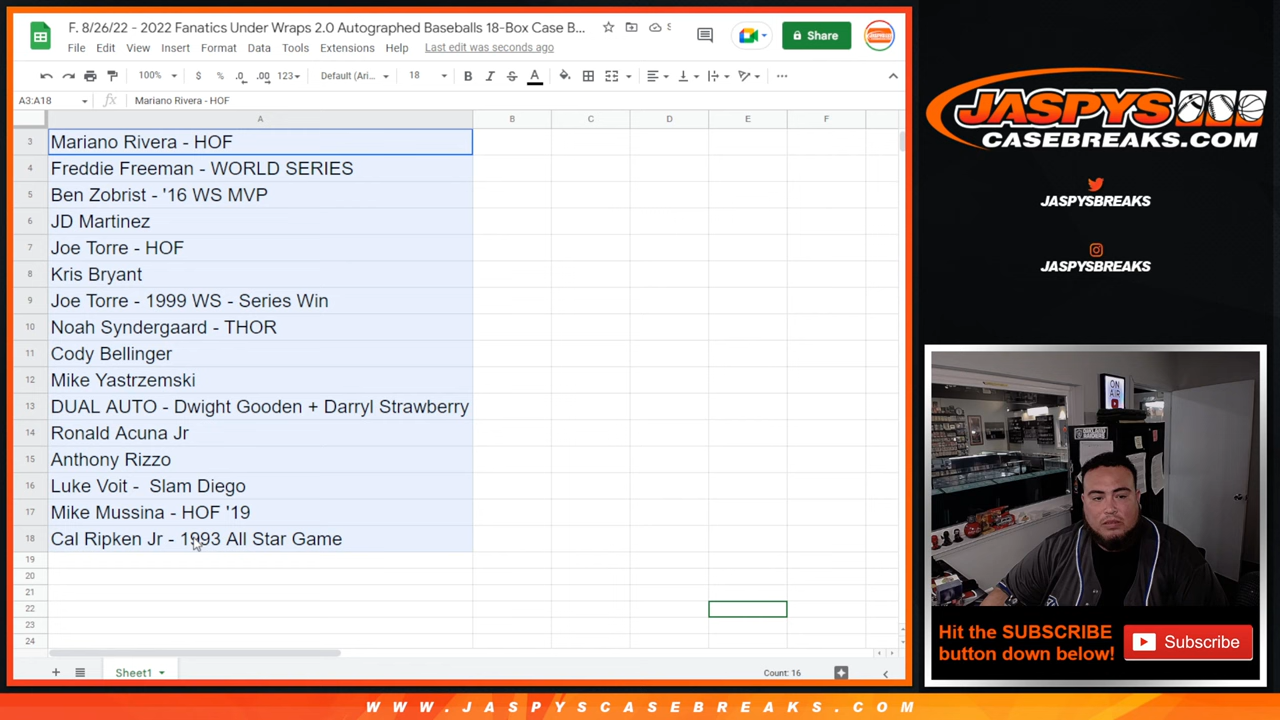 F. 8/26/22 - 2022 Fanatics Under Wraps 2.0 Autographed Baseballs 18-Box Case B...
File Edit View Insert Format Data Tools Extensions Help Last edit was seconds ago
Share
100% $ % .0 .00 123 Default (Ari... 18 B I S A
A3:A18 fx Mariano Rivera - HOF
A B C D E F
3 Mariano Rivera - HOF
4 Freddie Freeman - WORLD SERIES
5 Ben Zobrist - '16 WS MVP
6 JD Martinez
7 Joe Torre - HOF
8 Kris Bryant
9 Joe Torre - 1999 WS - Series Win
10 Noah Syndergaard - THOR
11 Cody Bellinger
12 Mike Yastrzemski
13 DUAL AUTO - Dwight Gooden + Darryl Strawberry
14 Ronald Acuna Jr
15 Anthony Rizzo
16 Luke Voit -  Slam Diego
17 Mike Mussina - HOF '19
18 Cal Ripken Jr - 1993 All Star Game
19
20
21
22
23
24
Sheet1
Count: 16
JASPYS
CASEBREAKS.COM
JASPYSBREAKS
JASPYSBREAKS
ON
AIR
Hit the SUBSCRIBE
button down below!
Subscribe
WWW.JASPYSCASEBREAKS.COM